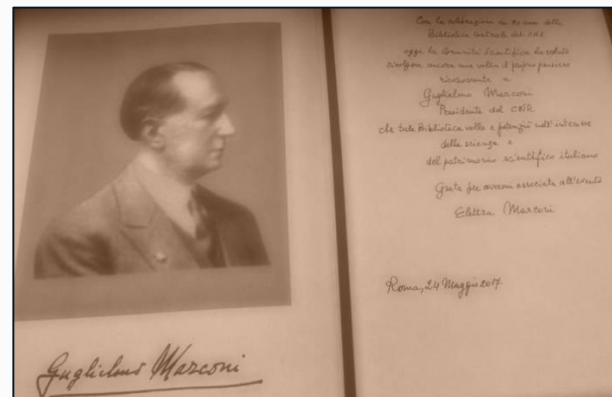 Guglielmo Marconi
Con la celebrazione dei 90 anni della
Biblioteca Centrale del CNR
oggi la Comunità Scientifica ha voluto
rivolgere ancora una volta il proprio pensiero
riconoscente a
Guglielmo Marconi
Presidente del CNR
che tale Biblioteca volle e potenziò nell'interesse
della scienza e
del patrimonio scientifico italiano
Grata per avermi associata all'evento
Elettra Marconi
Roma, 24 Maggio 2017.